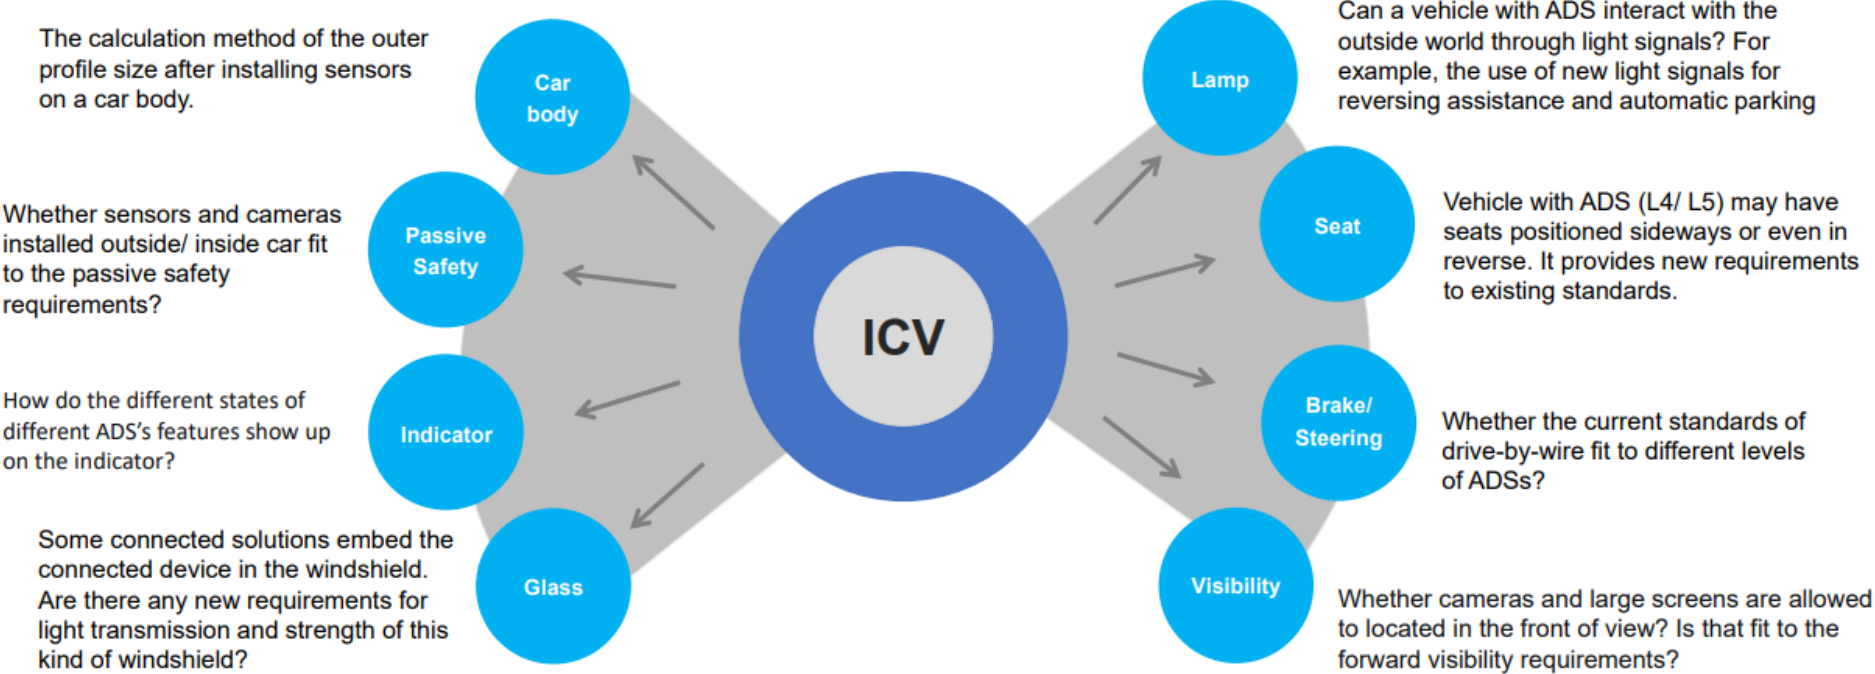 The calculation method of the outer
profile size after installing sensors
on a car body.
Car
body
Whether sensors and cameras
installed outside/ inside car fit
to the passive safety
requirements?
Passive
Safety
How do the different states of
different ADS's features show up
on the indicator?
Indicator
Some connected solutions embed the
connected device in the windshield.
Are there any new requirements for
light transmission and strength of this
kind of windshield?
Glass
ICV
Lamp
Can a vehicle with ADS interact with the
outside world through light signals? For
example, the use of new light signals for
reversing assistance and automatic parking
Seat
Vehicle with ADS (L4/ L5) may have
seats positioned sideways or even in
reverse. It provides new requirements
to existing standards.
Brake/
Steering
Whether the current standards of
drive-by-wire fit to different levels
of ADSs?
Visibility
Whether cameras and large screens are allowed
to located in the front of view? Is that fit to the
forward visibility requirements?